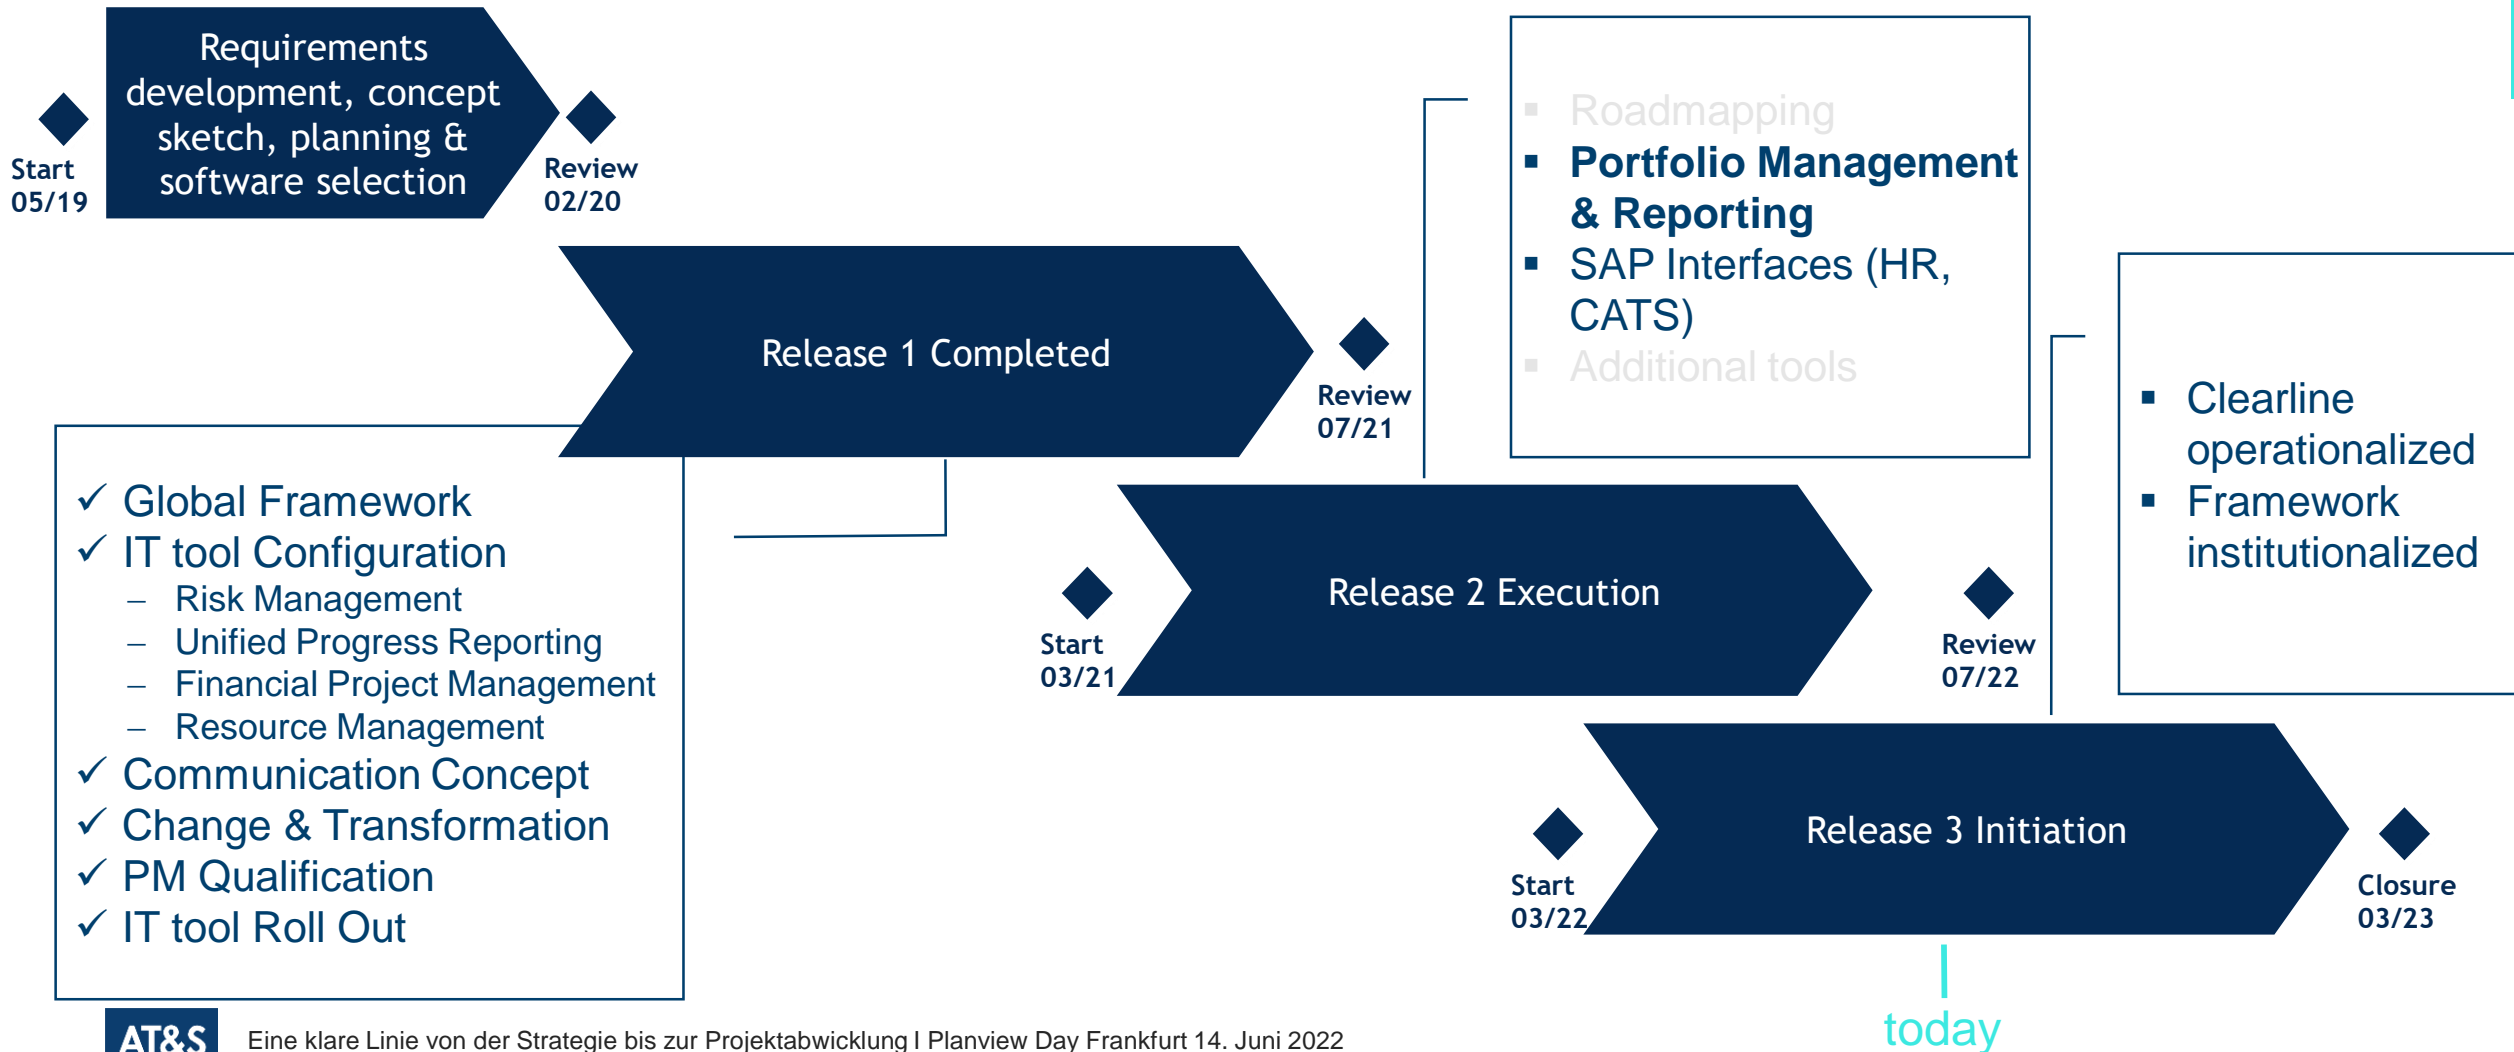 Requirements
development, concept
sketch, planning &
software selection
Start
05/19
Review
02/20
Release 1 Completed
Review
07/21
✓ Global Framework
✓ IT tool Configuration
– Risk Management
– Unified Progress Reporting
– Financial Project Management
– Resource Management
✓ Communication Concept
✓ Change & Transformation
✓ PM Qualification
✓ IT tool Roll Out
▪ Roadmapping
▪ Portfolio Management
& Reporting
▪ SAP Interfaces (HR,
CATS)
▪ Additional tools
Start
03/21
Release 2 Execution
Review
07/22
▪ Clearline
operationalized
▪ Framework
institutionalized
Start
03/22
Release 3 Initiation
Closure
03/23
today
AT&S
Eine klare Linie von der Strategie bis zur Projektabwicklung I Planview Day Frankfurt 14. Juni 2022